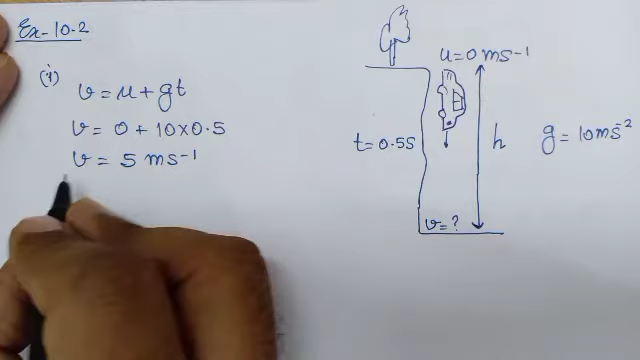 Ex-10.2
(i)
v = u + gt
v = 0 + 10×0.5
v = 5 ms⁻¹
u = 0 ms⁻¹
t = 0.5s
h
g = 10ms⁻²
v = ?